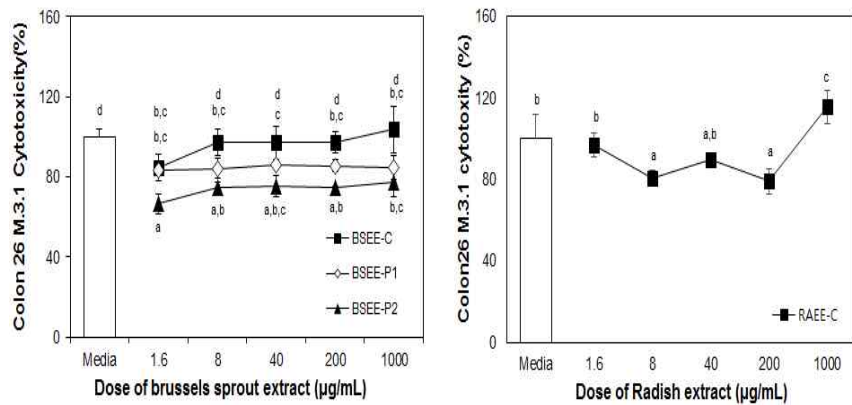 Colon 26 M.3.1 Cytotoxicity(%)
160
120
80
40
0
d
b,c
b,c
d
b,c
d
c
d
b,c
d
b,c
a
a,b
a,b,c
a,b
b,c
BSEE-C
BSEE-P1
BSEE-P2
Media
1.6
8
40
200
1000
Dose of brussels sprout extract (μg/mL)
Colon26 M.3.1 cytoxity (%)
160
120
80
40
0
b
b
a
a,b
a
c
RAEE-C
Media
1.6
8
40
200
1000
Dose of Radish extract (μg/mL)